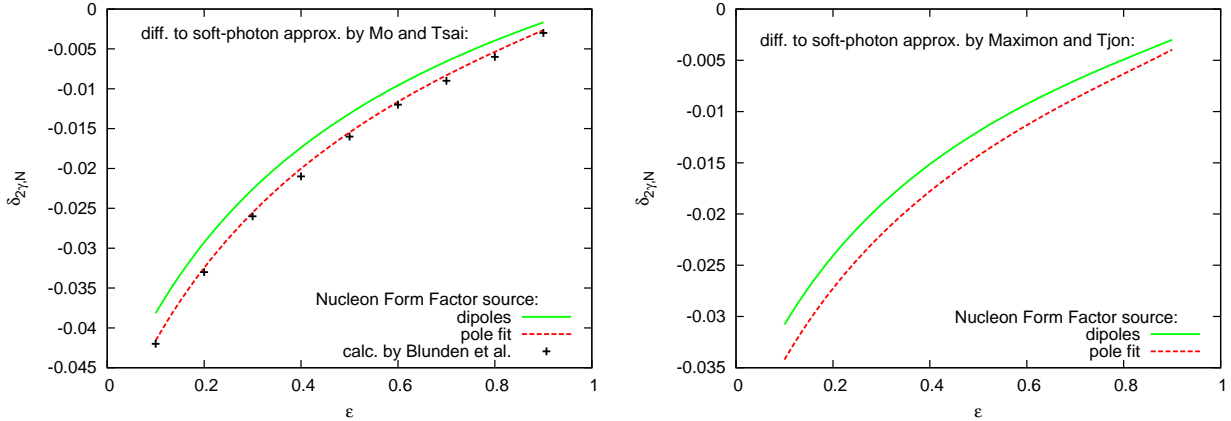 0
-0.005
-0.01
-0.015
-0.02
-0.025
-0.03
-0.035
-0.04
-0.045
0
0.2
0.4
0.6
0.8
1
δ2γ,N
ε
diff. to soft-photon approx. by Mo and Tsai:
Nucleon Form Factor source:
dipoles
pole fit
calc. by Blunden et al.
0
-0.005
-0.01
-0.015
-0.02
-0.025
-0.03
-0.035
0
0.2
0.4
0.6
0.8
1
δ2γ,N
ε
diff. to soft-photon approx. by Maximon and Tjon:
Nucleon Form Factor source:
dipoles
pole fit